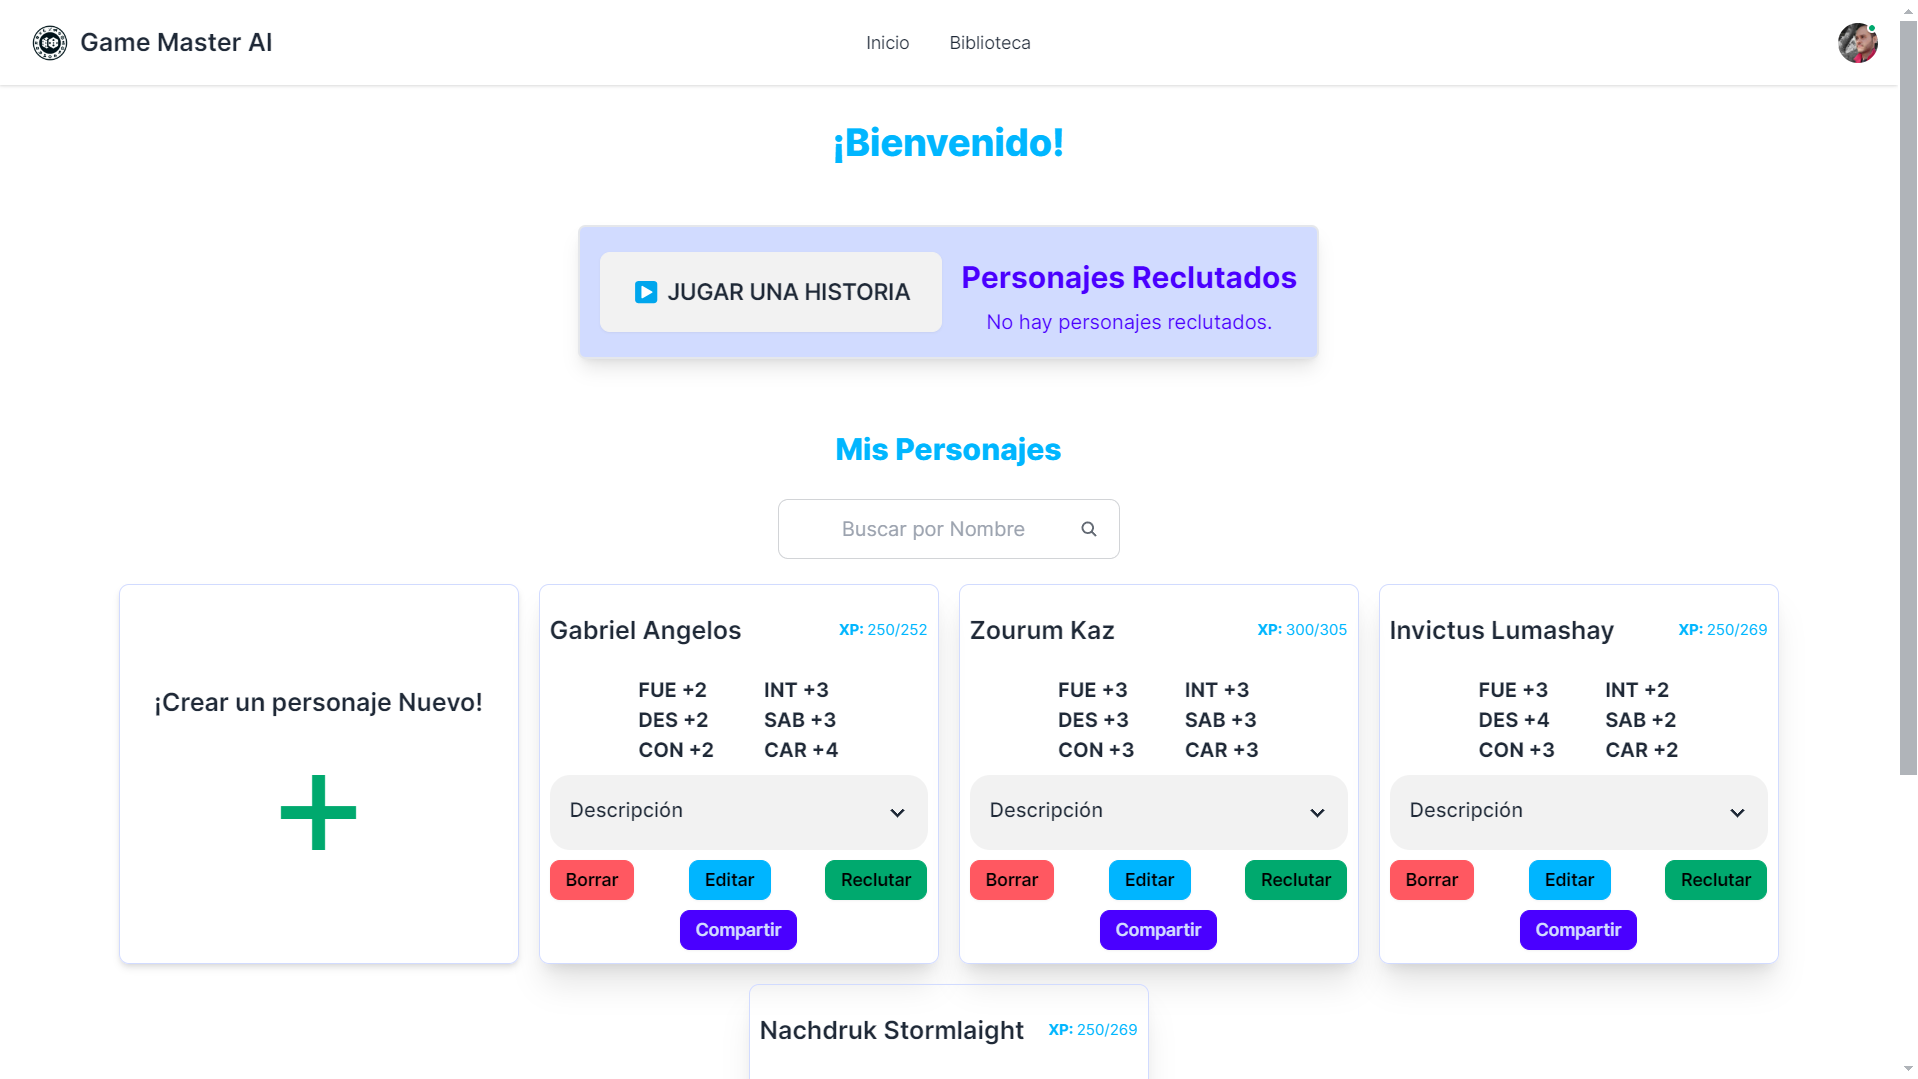 Game Master AI
Inicio
Biblioteca
¡Bienvenido!
JUGAR UNA HISTORIA
Personajes Reclutados
No hay personajes reclutados.
Mis Personajes
Buscar por Nombre
¡Crear un personaje Nuevo!
Gabriel Angelos XP: 250/252
FUE +2 INT +3
DES +2 SAB +3
CON +2 CAR +4
Descripción
Borrar Editar Reclutar
Compartir
Zourum Kaz XP: 300/305
FUE +3 INT +3
DES +3 SAB +3
CON +3 CAR +3
Descripción
Borrar Editar Reclutar
Compartir
Invictus Lumashay XP: 250/269
FUE +3 INT +2
DES +4 SAB +2
CON +3 CAR +2
Descripción
Borrar Editar Reclutar
Compartir
Nachdruk Stormlaight XP: 250/269